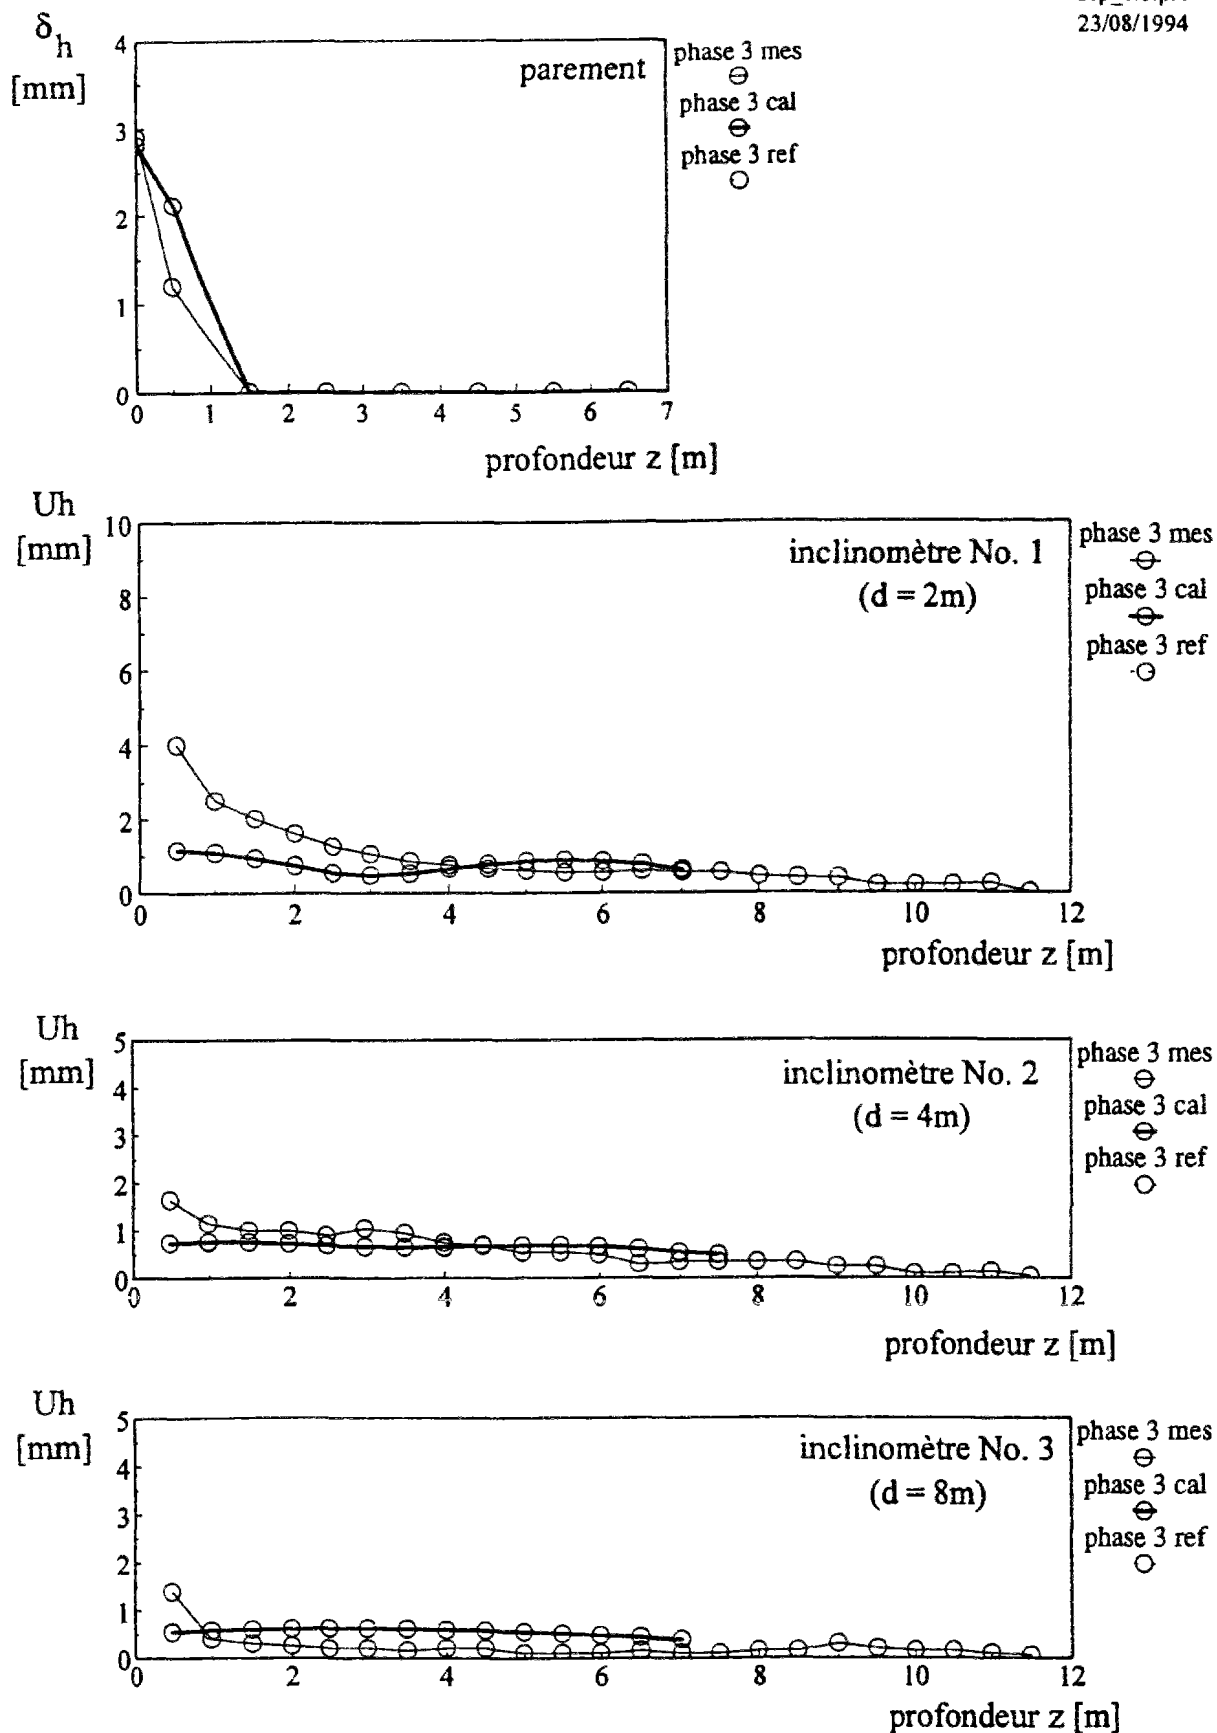 23/08/1994
δh
[mm]
4
3
2
1
0
parement
phase 3 mes
phase 3 cal
phase 3 ref
0 1 2 3 4 5 6 7
profondeur z [m]
Uh
[mm]
10
8
6
4
2
0
inclinomètre No. 1
(d = 2m)
phase 3 mes
phase 3 cal
phase 3 ref
0 2 4 6 8 10 12
profondeur z [m]
Uh
[mm]
5
4
3
2
1
0
inclinomètre No. 2
(d = 4m)
phase 3 mes
phase 3 cal
phase 3 ref
0 2 4 6 8 10 12
profondeur z [m]
Uh
[mm]
5
4
3
2
1
0
inclinomètre No. 3
(d = 8m)
phase 3 mes
phase 3 cal
phase 3 ref
0 2 4 6 8 10 12
profondeur z [m]